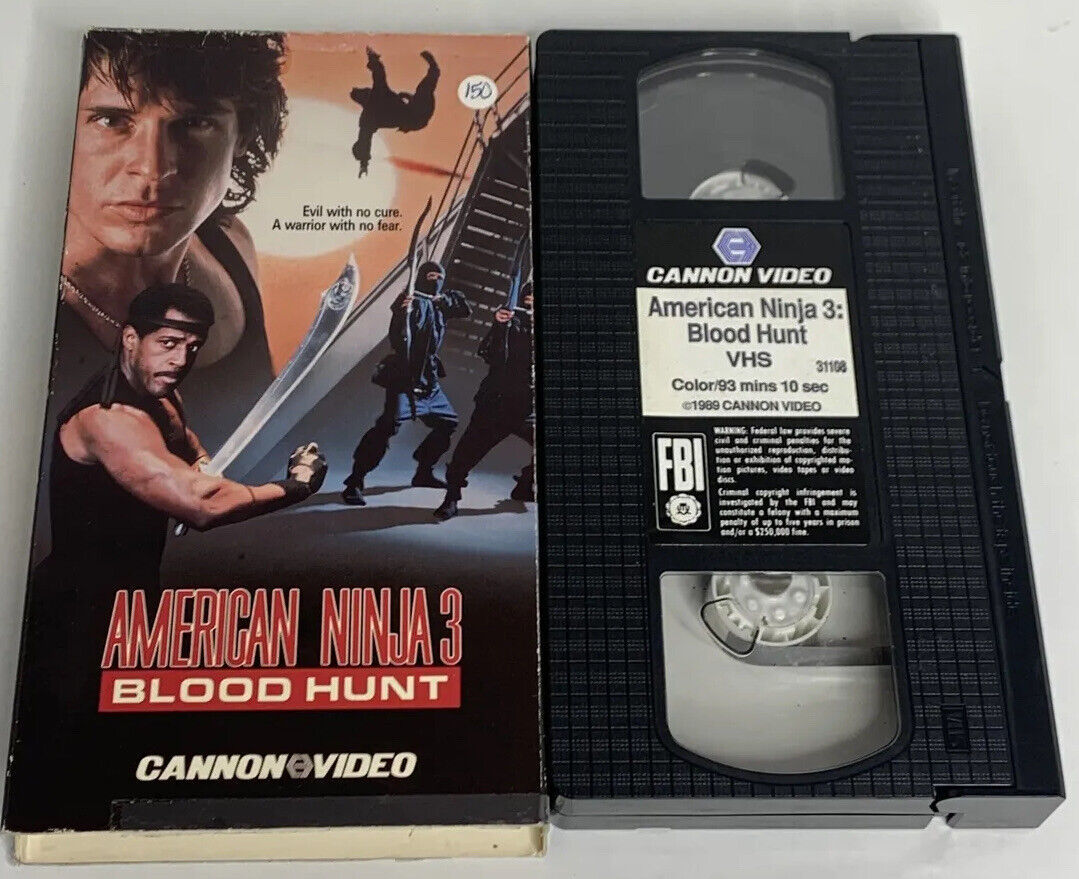 150
Evil with no cure.
A warrior with no fear.
AMERICAN NINJA 3
BLOOD HUNT
CANNON VIDEO
CANNON VIDEO
American Ninja 3:
Blood Hunt
VHS
31108
Color/93 mins 10 sec
©1989 CANNON VIDEO
FBI
WARNING: Federal law provides severe
civil and criminal penalties for the
unauthorized reproduction, distribu-
tion or exhibition of copyrighted mo-
tion pictures, video tapes or video
discs.
Criminal copyright infringement is
investigated by the FBI and may
constitute a felony with a maximum
penalty of up to five years in prison
and/or a $250,000 fine.